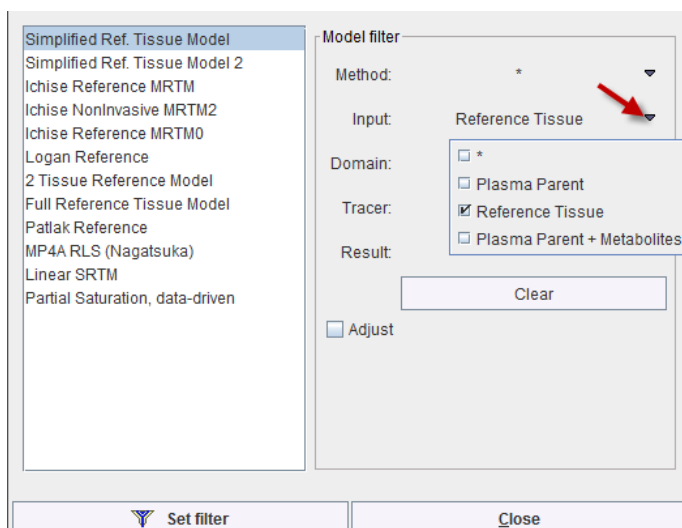 Simplified Ref. Tissue Model
Simplified Ref. Tissue Model 2
Ichise Reference MRTM
Ichise NonInvasive MRTM2
Ichise Reference MRTM0
Logan Reference
2 Tissue Reference Model
Full Reference Tissue Model
Patlak Reference
MP4A RLS (Nagatsuka)
Linear SRTM
Partial Saturation, data-driven
Model filter
Method: *
Input: Reference Tissue
Domain:
Tracer:
Result:
*
Plasma Parent
Reference Tissue
Plasma Parent + Metabolites
Clear
Adjust
Set filter
Close